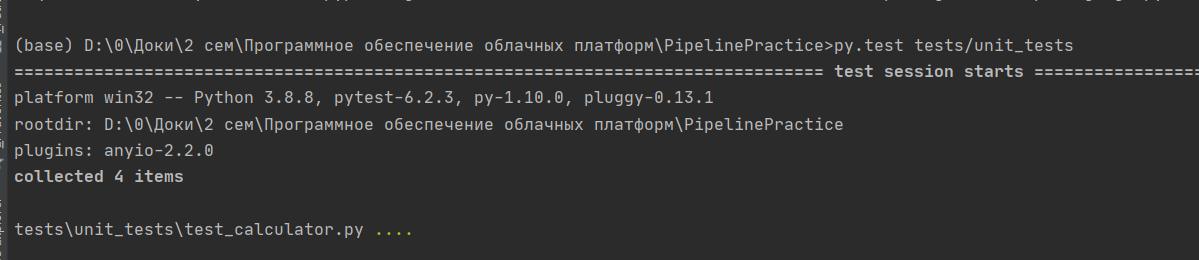 (base) D:\0\Доки\2 сем\Программное обеспечение облачных платформ\PipelinePractice>py.test tests/unit_tests
================================================================================= test session starts =================
platform win32 -- Python 3.8.8, pytest-6.2.3, py-1.10.0, pluggy-0.13.1
rootdir: D:\0\Доки\2 сем\Программное обеспечение облачных платформ\PipelinePractice
plugins: anyio-2.2.0
collected 4 items
tests\unit_tests\test_calculator.py ....